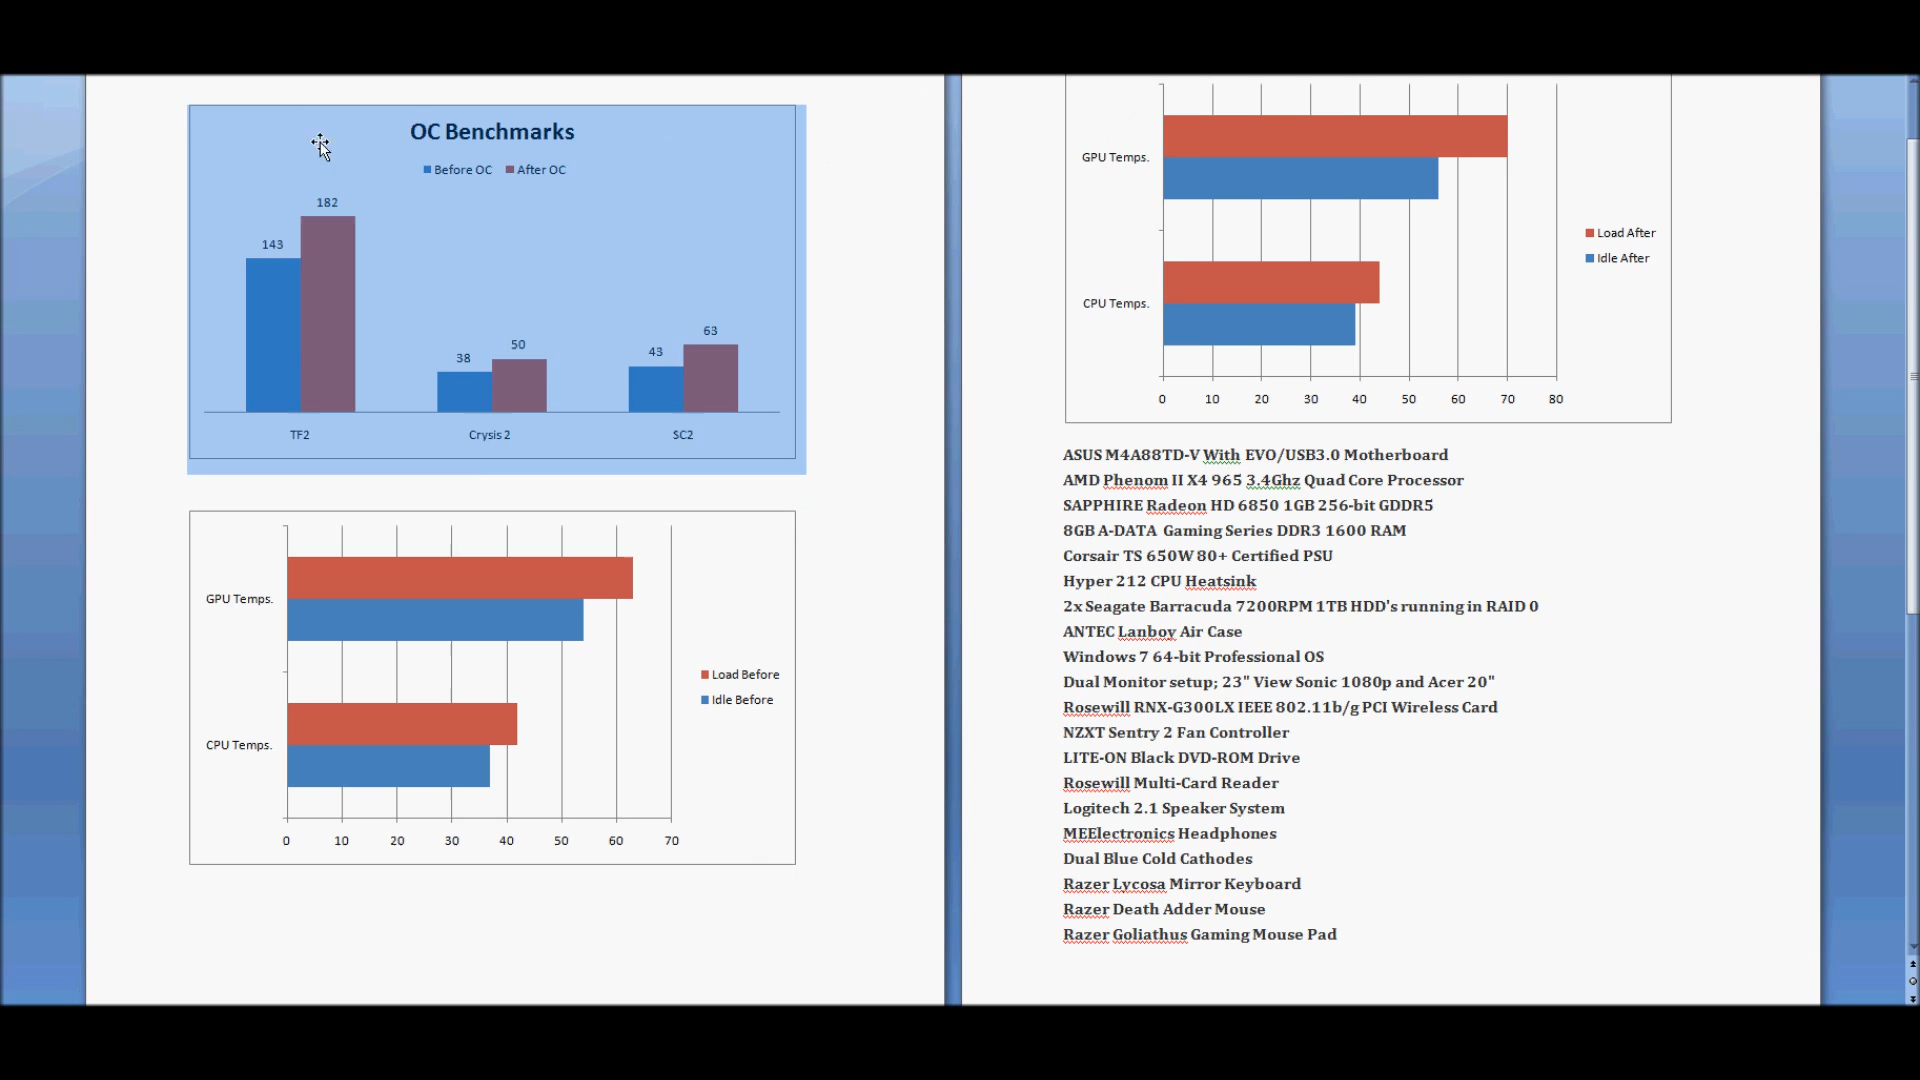 OC Benchmarks
Before OC After OC
182
143
63
50
43
38
TF2 Crysis 2 SC2
GPU Temps.
Load Before
Idle Before
CPU Temps.
0 10 20 30 40 50 60 70
GPU Temps.
Load After
Idle After
CPU Temps.
0 10 20 30 40 50 60 70 80
ASUS M4A88TD-V With EVO/USB3.0 Motherboard
AMD Phenom II X4 965 3.4Ghz Quad Core Processor
SAPPHIRE Radeon HD 6850 1GB 256-bit GDDR5
8GB A-DATA Gaming Series DDR3 1600 RAM
Corsair TS 650W 80+ Certified PSU
Hyper 212 CPU Heatsink
2x Seagate Barracuda 7200RPM 1TB HDD's running in RAID 0
ANTEC Lanboy Air Case
Windows 7 64-bit Professional OS
Dual Monitor setup; 23" View Sonic 1080p and Acer 20"
Rosewill RNX-G300LX IEEE 802.11b/g PCI Wireless Card
NZXT Sentry 2 Fan Controller
LITE-ON Black DVD-ROM Drive
Rosewill Multi-Card Reader
Logitech 2.1 Speaker System
MEElectronics Headphones
Dual Blue Cold Cathodes
Razer Lycosa Mirror Keyboard
Razer Death Adder Mouse
Razer Goliathus Gaming Mouse Pad